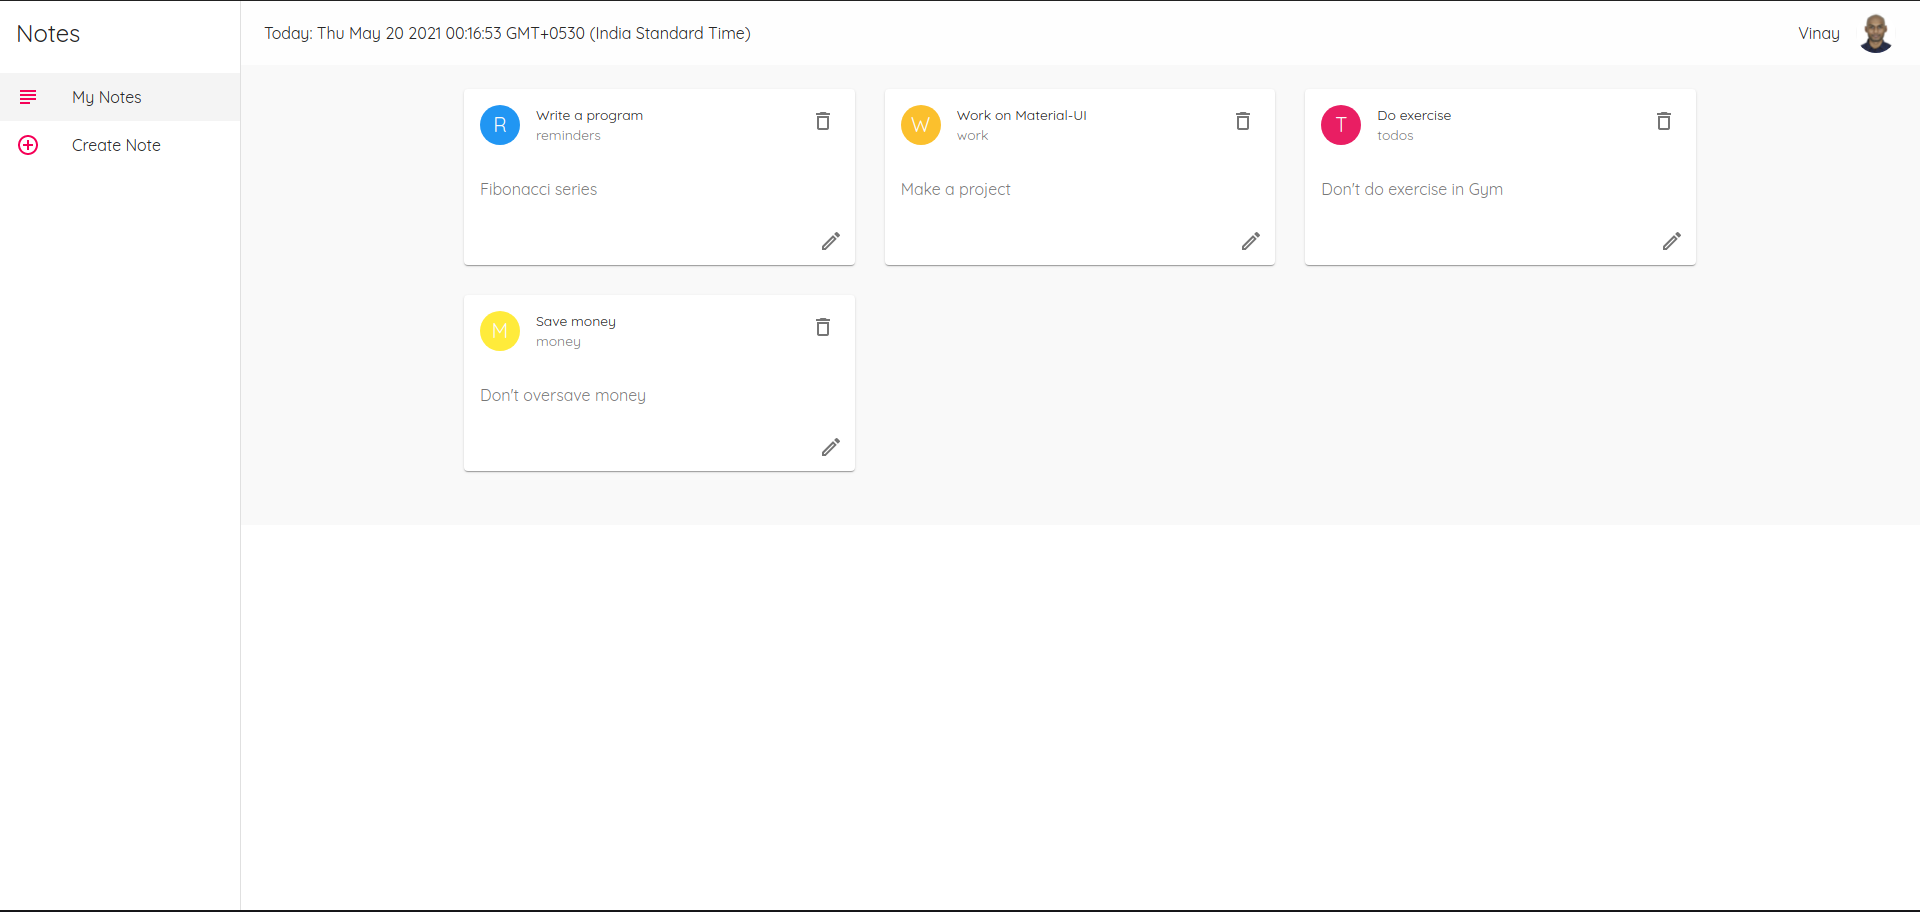 Notes
My Notes
Create Note
Today: Thu May 20 2021 00:16:53 GMT+0530 (India Standard Time)
Vinay
R
Write a program
reminders
Fibonacci series
W
Work on Material-UI
work
Make a project
T
Do exercise
todos
Don't do exercise in Gym
M
Save money
money
Don't oversave money